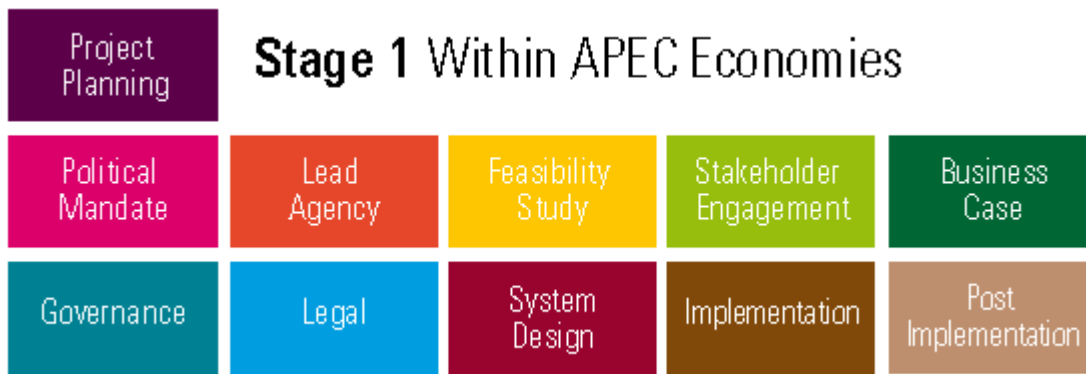 Project
Planning
Stage 1 Within APEC Economies
Political
Mandate
Lead
Agency
Feasibility
Study
Stakeholder
Engagement
Business
Case
Governance
Legal
System
Design
Implementation
Post
Implementation